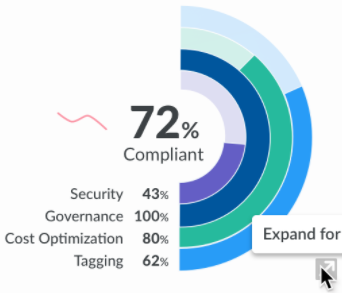 72%
Compliant
Security 43%
Governance 100%
Cost Optimization 80%
Tagging 62%
Expand for